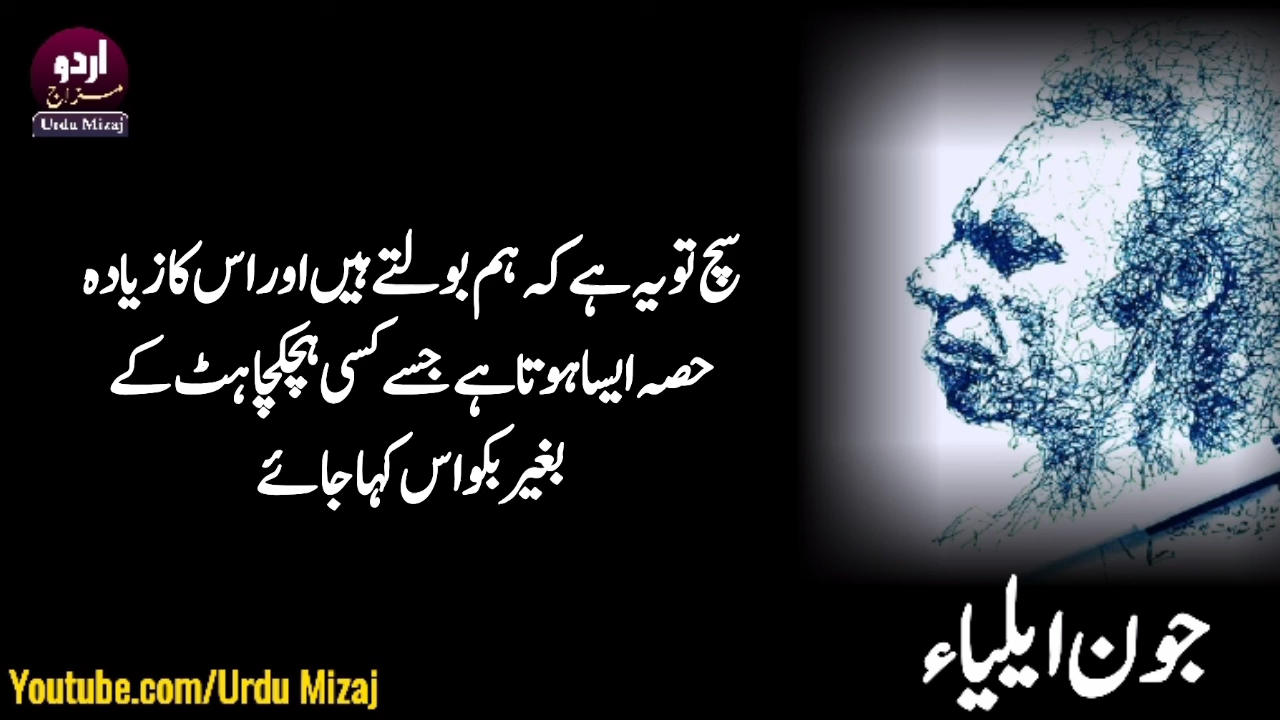 اردو
مزاج
Urdu Mizaj
سچ تو یہ ہے کہ ہم بولتے ہیں اور اس کا زیادہ
حصہ ایسا ہوتا ہے جسے کسی ہچکچاہٹ کے
بغیر بکواس کہا جائے
جون ایلیاء
Youtube.com/Urdu Mizaj